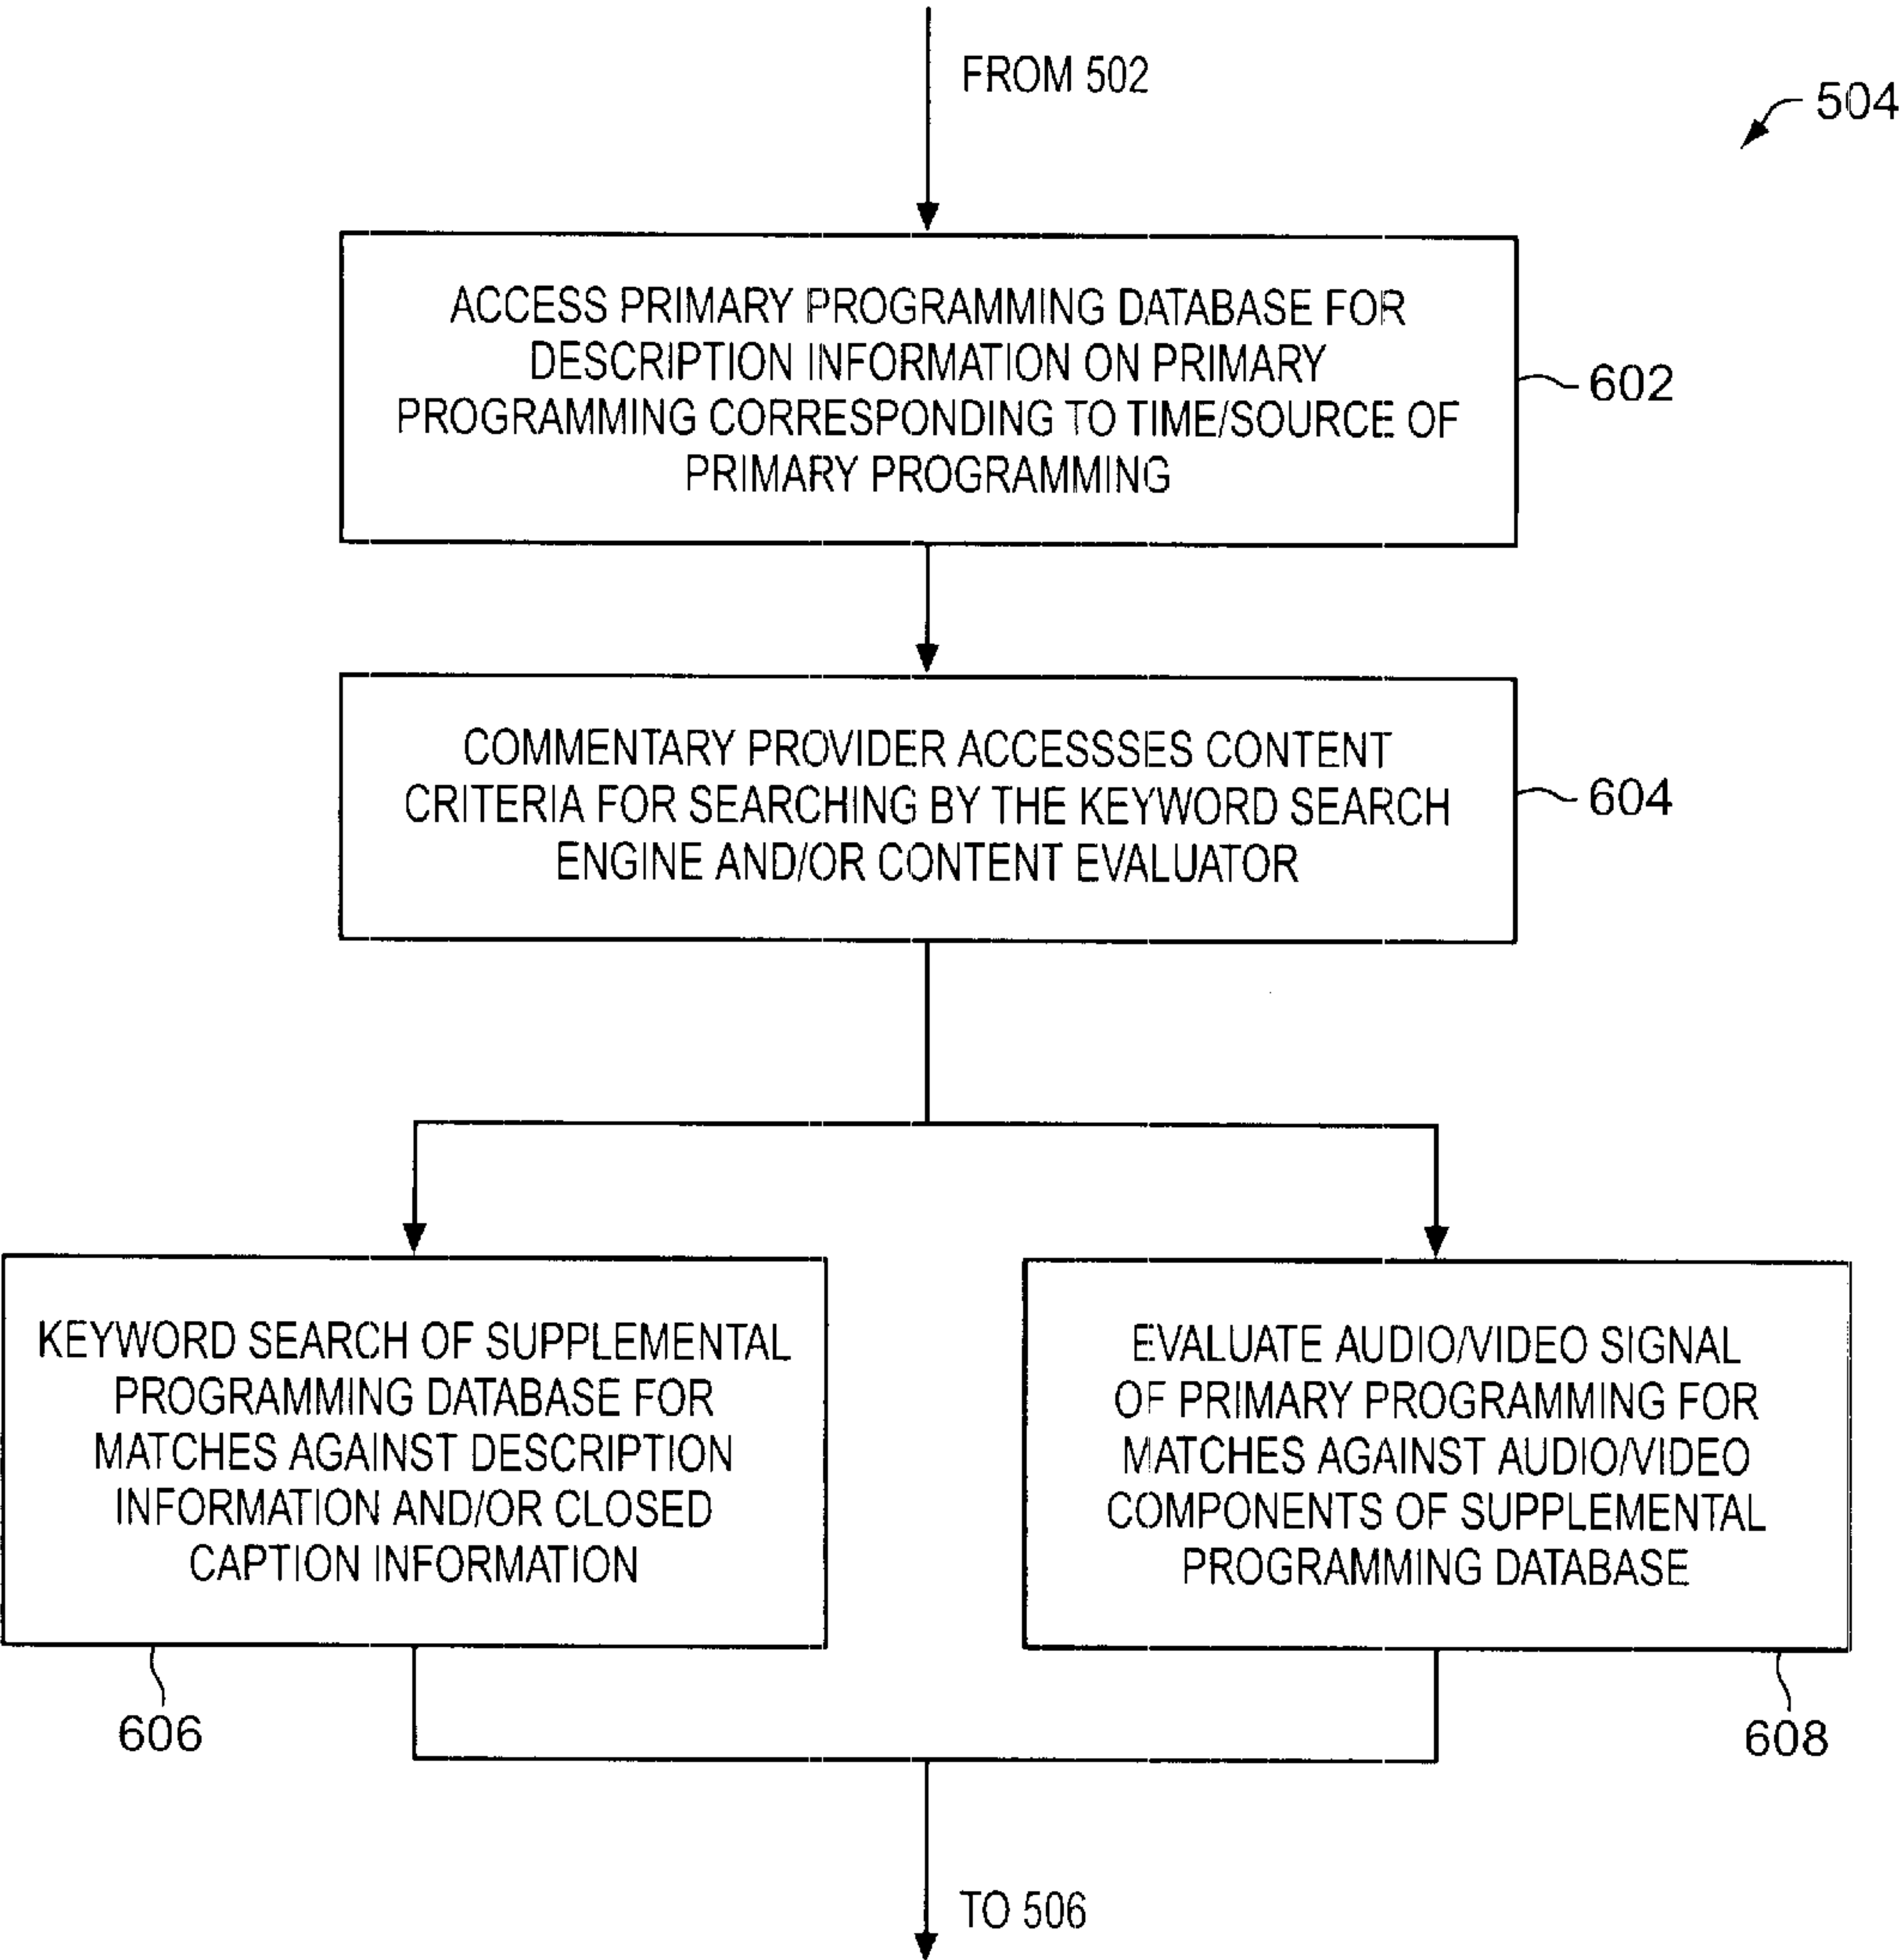 FROM 502
504
ACCESS PRIMARY PROGRAMMING DATABASE FOR
DESCRIPTION INFORMATION ON PRIMARY
PROGRAMMING CORRESPONDING TO TIME/SOURCE OF
PRIMARY PROGRAMMING
602
COMMENTARY PROVIDER ACCESSSES CONTENT
CRITERIA FOR SEARCHING BY THE KEYWORD SEARCH
ENGINE AND/OR CONTENT EVALUATOR
604
KEYWORD SEARCH OF SUPPLEMENTAL
PROGRAMMING DATABASE FOR
MATCHES AGAINST DESCRIPTION
INFORMATION AND/OR CLOSED
CAPTION INFORMATION
606
EVALUATE AUDIO/VIDEO SIGNAL
OF PRIMARY PROGRAMMING FOR
MATCHES AGAINST AUDIO/VIDEO
COMPONENTS OF SUPPLEMENTAL
PROGRAMMING DATABASE
608
TO 506